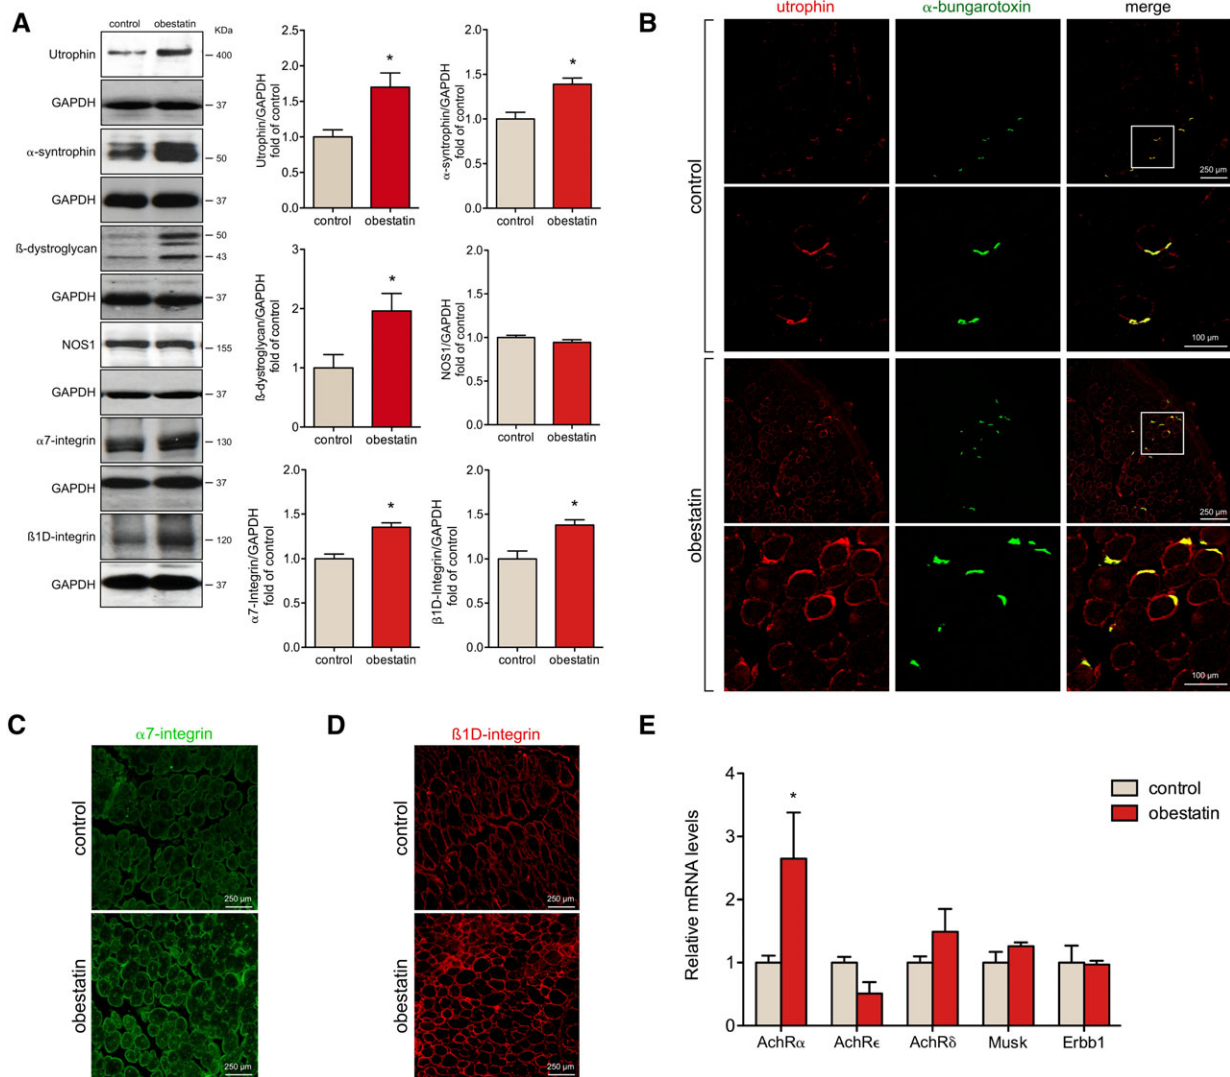 A
control obestatin KDa
Utrophin 400
GAPDH 37
α-syntrophin 50
GAPDH 37
ß-dystroglycan 50
43
GAPDH 37
NOS1 155
GAPDH 37
α7-integrin 130
GAPDH 37
ß1D-integrin 120
GAPDH 37
Utrophin/GAPDH
fold of control
2.5
2.0
1.5
1.0
0.5
0.0
*
control obestatin
α-syntrophin/GAPDH
fold of control
2.0
1.5
1.0
0.5
0.0
*
control obestatin
ß-dystroglycan/GAPDH
fold of control
3
2
1
0
*
control obestatin
NOS1/GAPDH
fold of control
2.0
1.5
1.0
0.5
0.0
control obestatin
α7-Integrin/GAPDH
fold of control
2.0
1.5
1.0
0.5
0.0
*
control obestatin
β1D-Integrin/GAPDH
fold of control
2.0
1.5
1.0
0.5
0.0
*
control obestatin
B
utrophin α-bungarotoxin merge
control
250 µm
100 µm
obestatin
250 µm
100 µm
C
α7-integrin
control
250 µm
obestatin
250 µm
D
ß1D-integrin
control
250 µm
obestatin
250 µm
E
Relative mRNA levels
4
3
2
1
0
*
control
obestatin
AchRα AchRϵ AchRδ Musk Erbb1